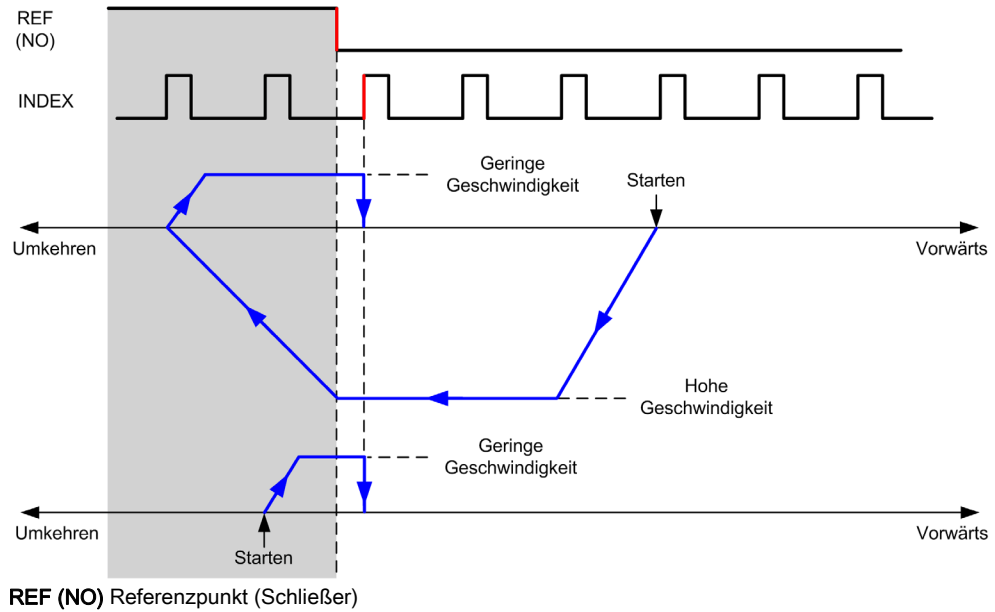 REF
(NO)
INDEX
Geringe
Geschwindigkeit
Starten
Umkehren
Vorwärts
Hohe
Geschwindigkeit
Geringe
Geschwindigkeit
Umkehren
Vorwärts
Starten
REF (NO) Referenzpunkt (Schließer)